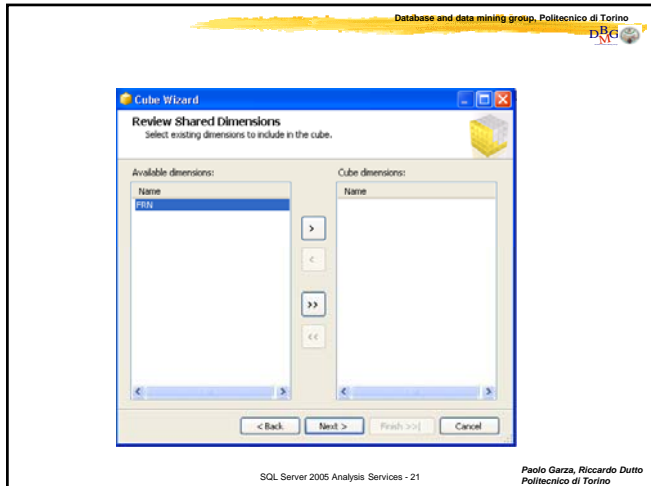 Database and data mining group, Politecnico di Torino
DBMG
Cube Wizard
Review Shared Dimensions
Select existing dimensions to include in the cube.
Available dimensions:
Cube dimensions:
Name
Name
FRN
>
<
>>
<<
< Back
Next >
Finish >>|
Cancel
SQL Server 2005 Analysis Services - 21
Paolo Garza, Riccardo Dutto
Politecnico di Torino